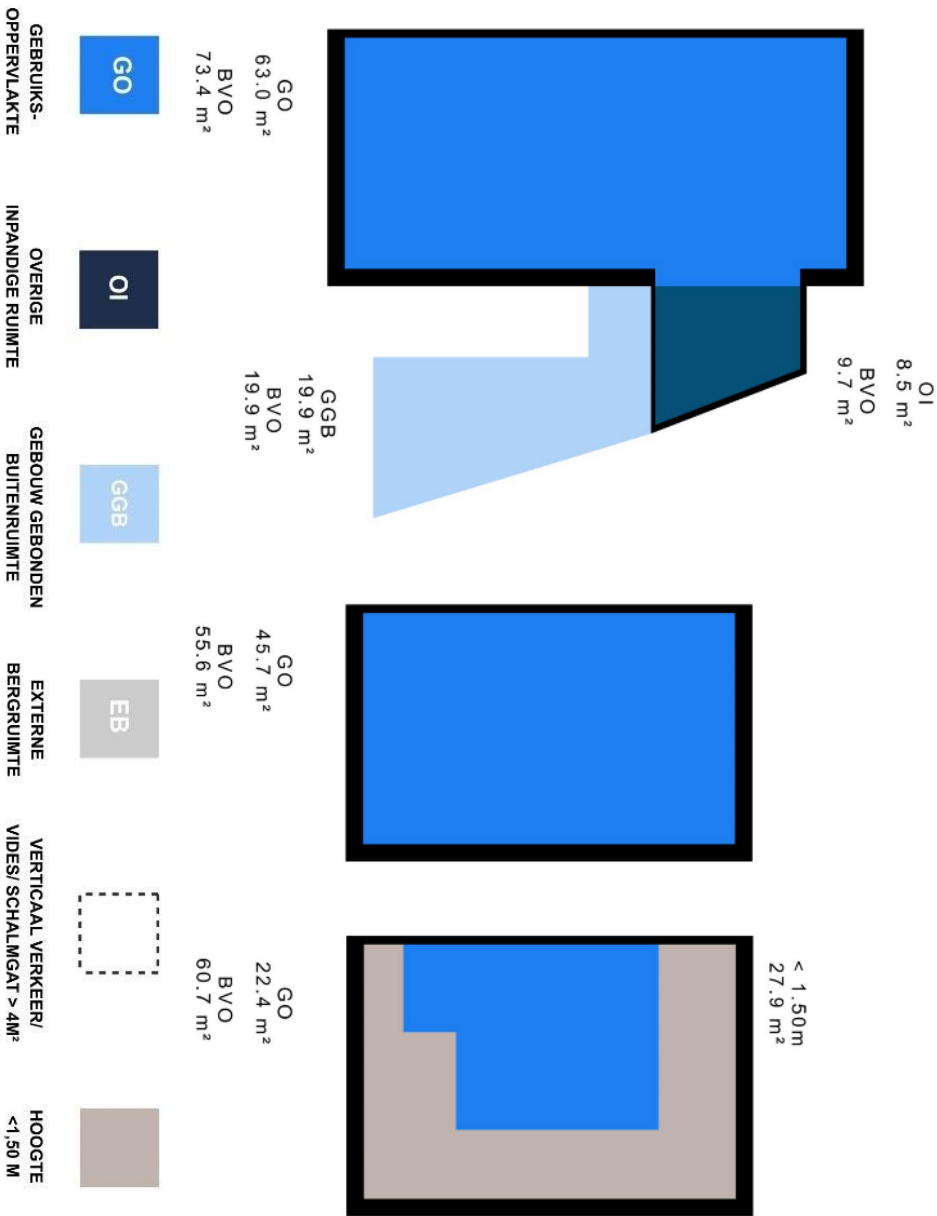 OI
8.5 m²
BVO
9.7 m²
< 1.50m
27.9 m²
GGB
19.9 m²
BVO
19.9 m²
GO
63.0 m²
BVO
73.4 m²
GO
45.7 m²
BVO
55.6 m²
GO
22.4 m²
BVO
60.7 m²
GO
GEBRUIKS-
OPPERVLAKTE
OI
OVERIGE
INPANDIGE RUIMTE
GGB
GEBOUW GEBONDEN
BUITENRUIMTE
EB
EXTERNE
BERGRUIMTE
VERTICAAL VERKEER/
VIDES/ SCHALMGAT > 4M²
HOOGTE
<1,50 M